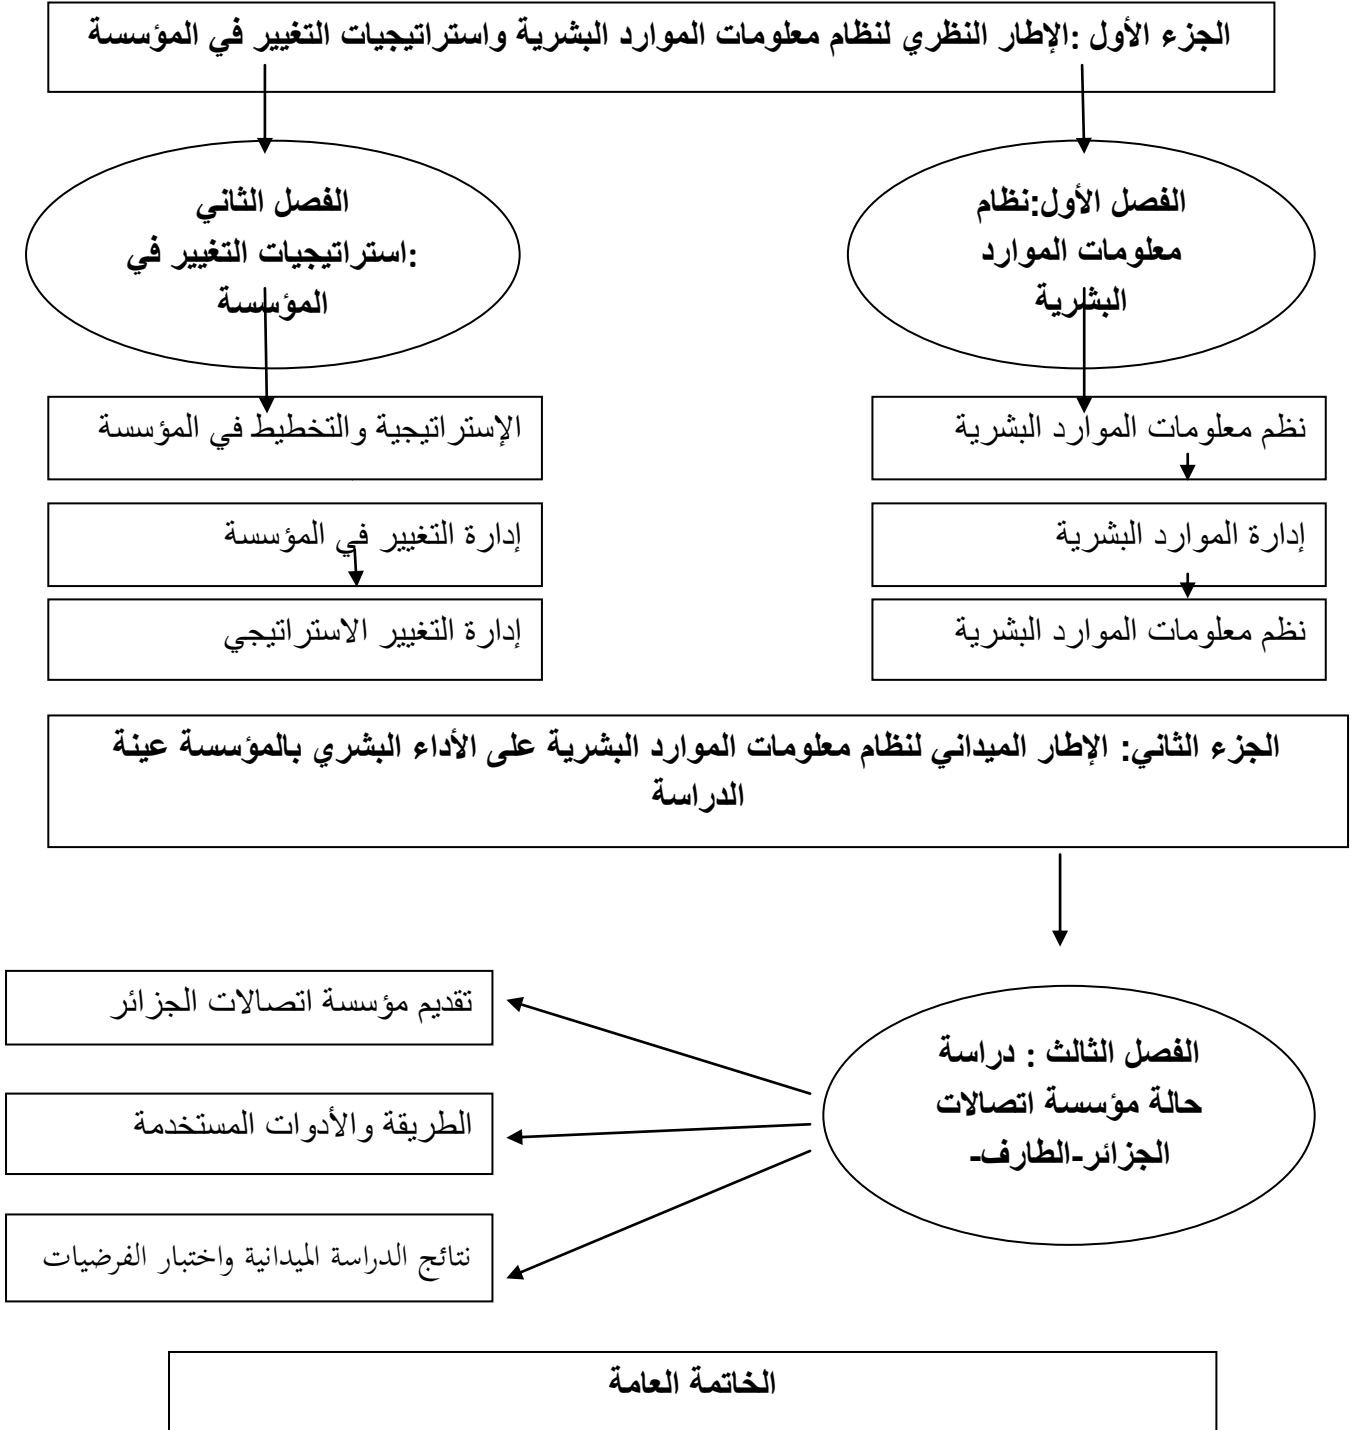 الجزء الأول :الإطار النظري لنظام معلومات الموارد البشرية واستراتيجيات التغيير في المؤسسة
الفصل الأول:نظام
معلومات الموارد
البشرية
نظم معلومات الموارد البشرية
إدارة الموارد البشرية
نظم معلومات الموارد البشرية
الفصل الثاني
:استراتيجيات التغيير في
المؤسسة
الإستراتيجية والتخطيط في المؤسسة
إدارة التغيير في المؤسسة
إدارة التغيير الاستراتيجي
الجزء الثاني: الإطار الميداني لنظام معلومات الموارد البشرية على الأداء البشري بالمؤسسة عينة
الدراسة
الفصل الثالث : دراسة
حالة مؤسسة اتصالات
الجزائر-الطارف-
تقديم مؤسسة اتصالات الجزائر
الطريقة والأدوات المستخدمة
نتائج الدراسة الميدانية واختبار الفرضيات
الخاتمة العامة